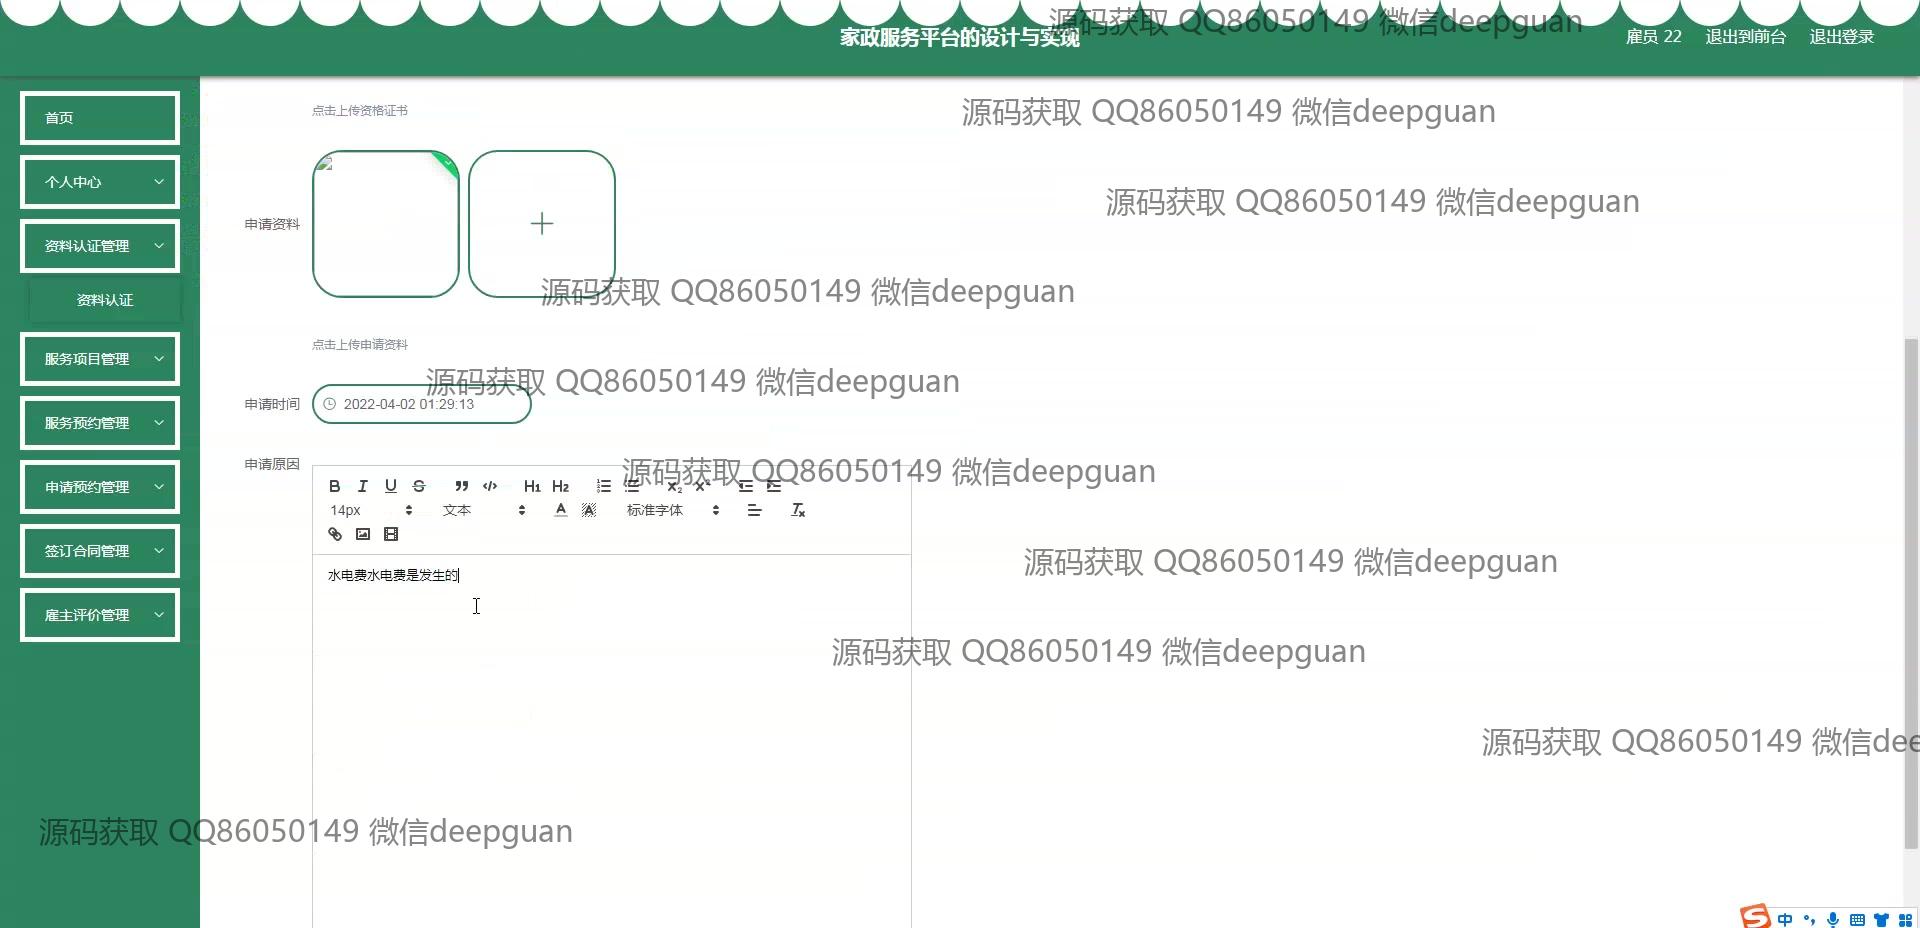 家政服务平台的设计与实现
源码获取 QQ86050149 微信deepguan
雇员 22
退出到前台
退出登录
首页
个人中心
资料认证管理
资料认证
服务项目管理
服务预约管理
申请预约管理
签订合同管理
雇主评价管理
点击上传资格证书
源码获取 QQ86050149 微信deepguan
源码获取 QQ86050149 微信deepguan
申请资料
源码获取 QQ86050149 微信deepguan
点击上传申请资料
源码获取 QQ86050149 微信deepguan
申请时间
2022-04-02 01:29:13
申请原因
源码获取 QQ86050149 微信deepguan
B I U S H1 H2 X2
14px 文本 A A 标准字体
源码获取 QQ86050149 微信deepguan
水电费水电费是发生的
源码获取 QQ86050149 微信deepguan
源码获取 QQ86050149 微信dee
源码获取 QQ86050149 微信deepguan
中